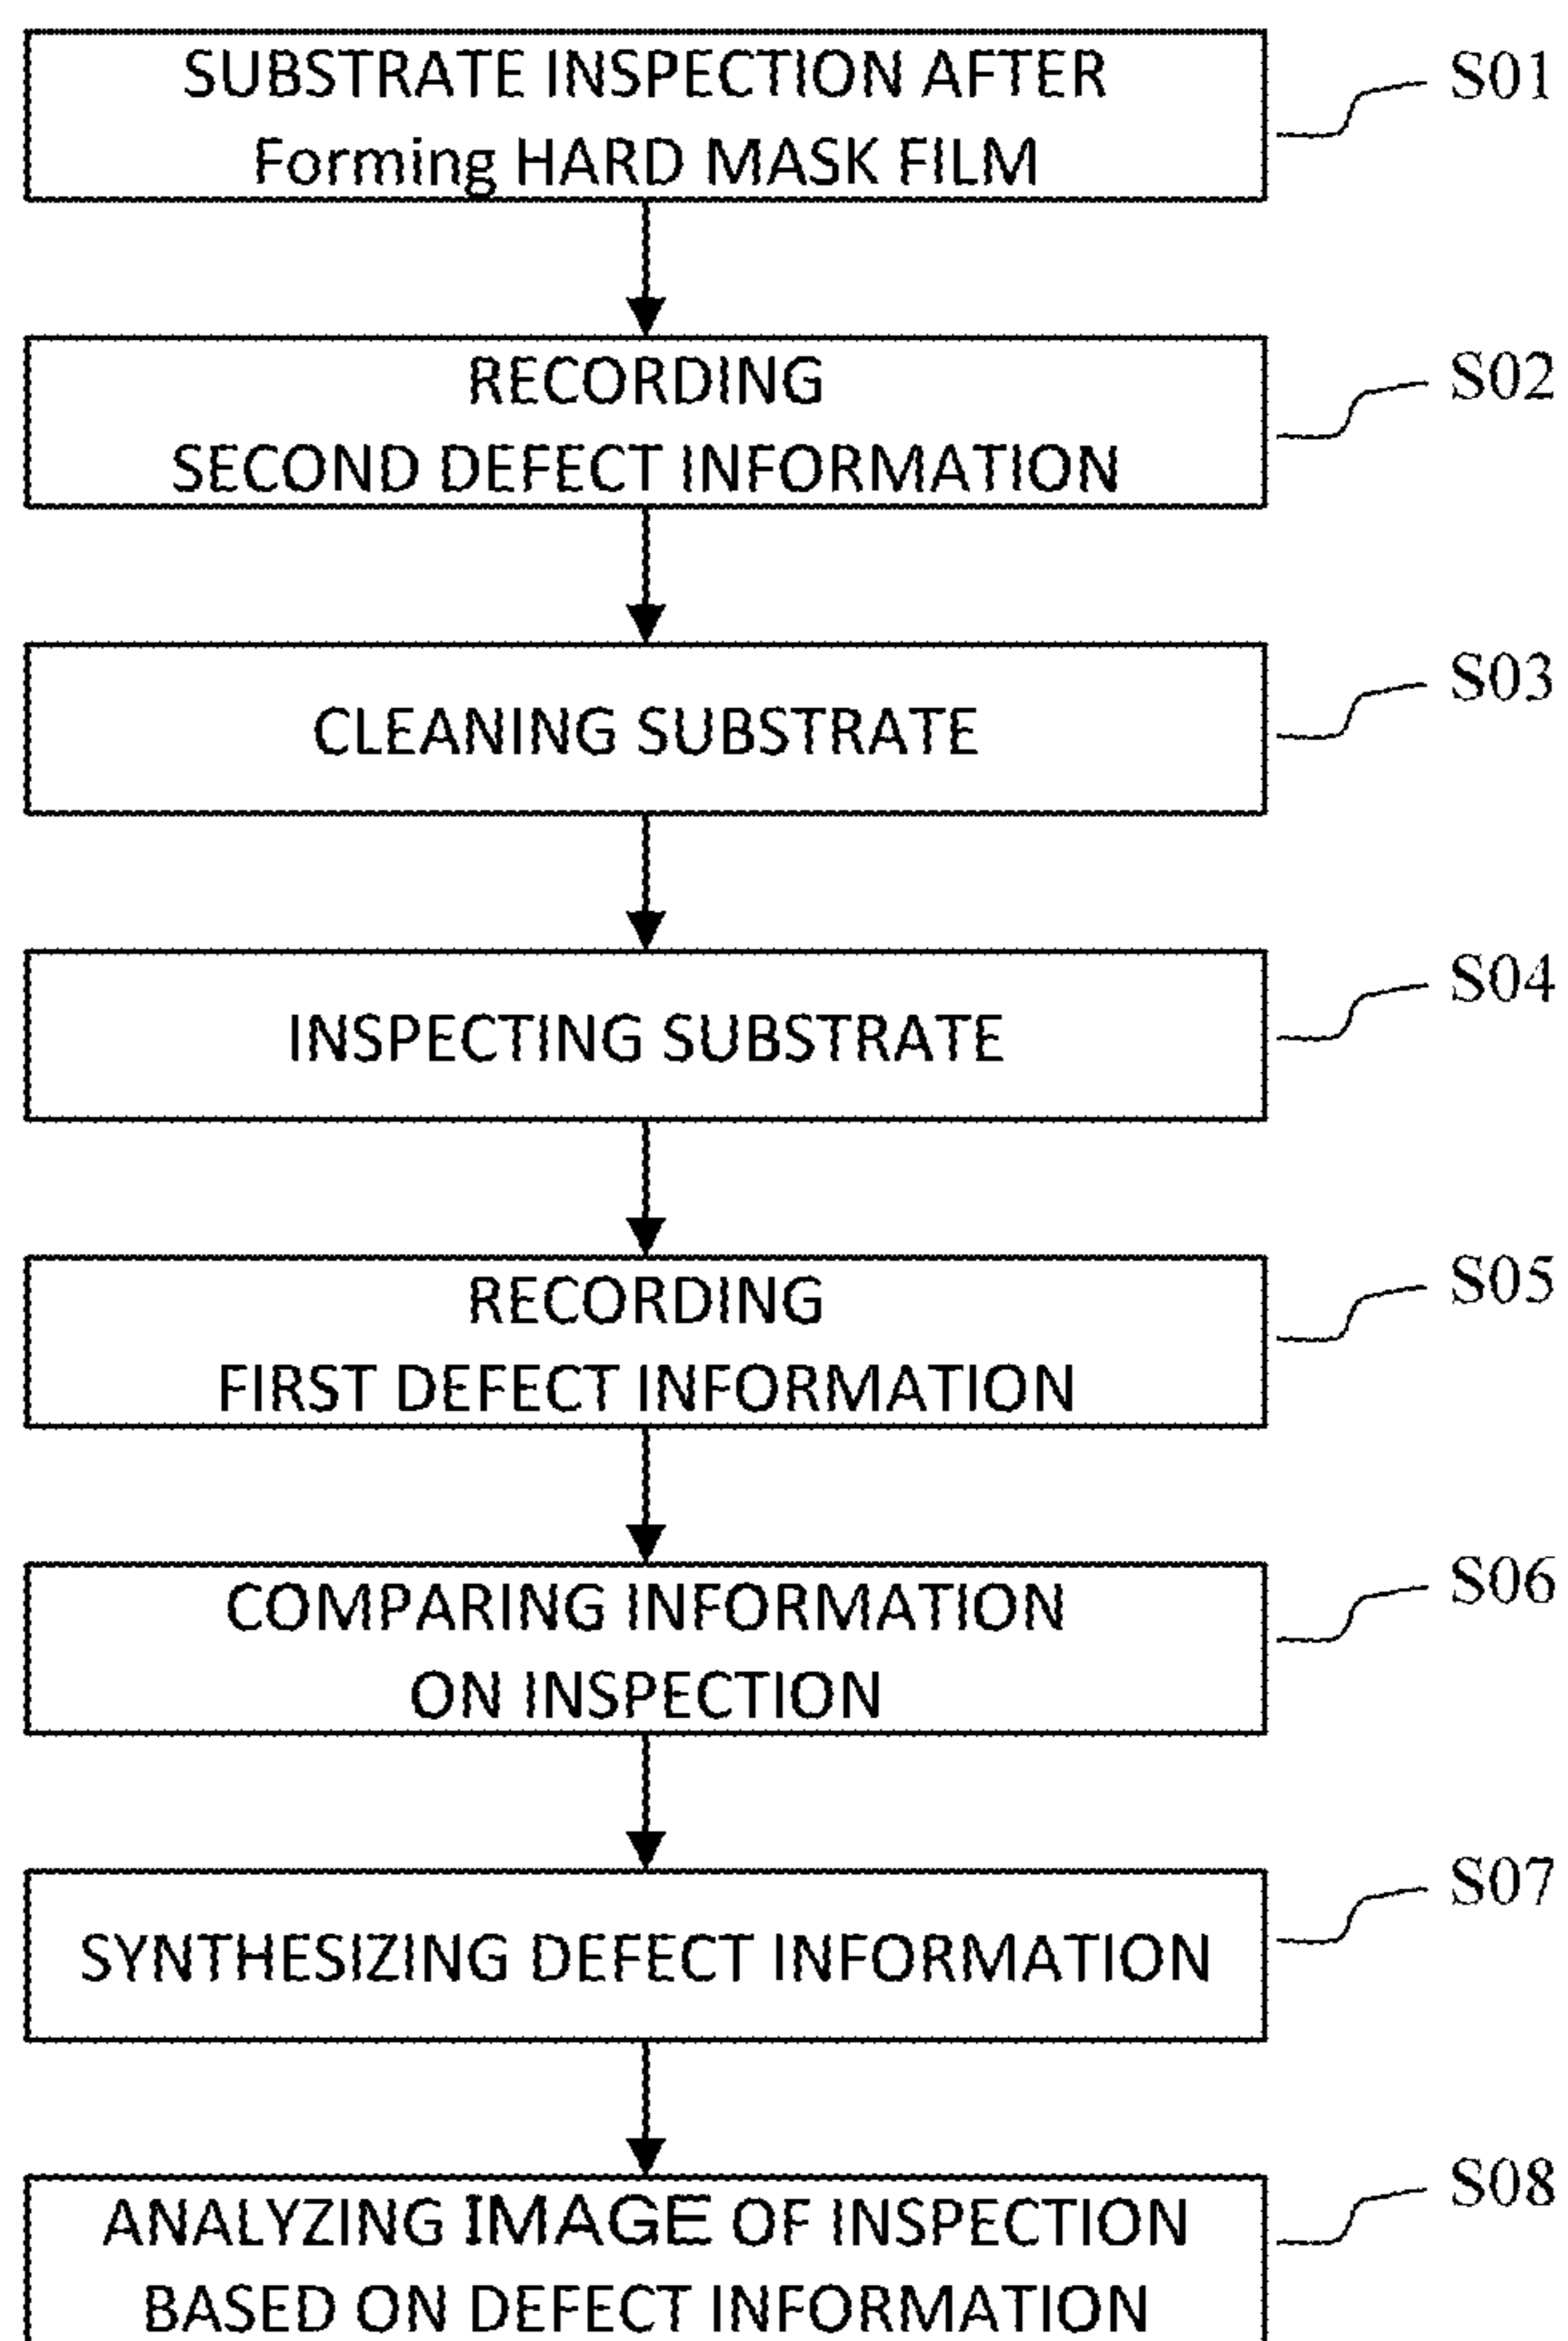 SUBSTRATE INSPECTION AFTER
Forming HARD MASK FILM
S01
RECORDING
SECOND DEFECT INFORMATION
S02
CLEANING SUBSTRATE
S03
INSPECTING SUBSTRATE
S04
RECORDING
FIRST DEFECT INFORMATION
S05
COMPARING INFORMATION
ON INSPECTION
S06
SYNTHESIZING DEFECT INFORMATION
S07
ANALYZING IMAGE OF INSPECTION
BASED ON DEFECT INFORMATION
S08